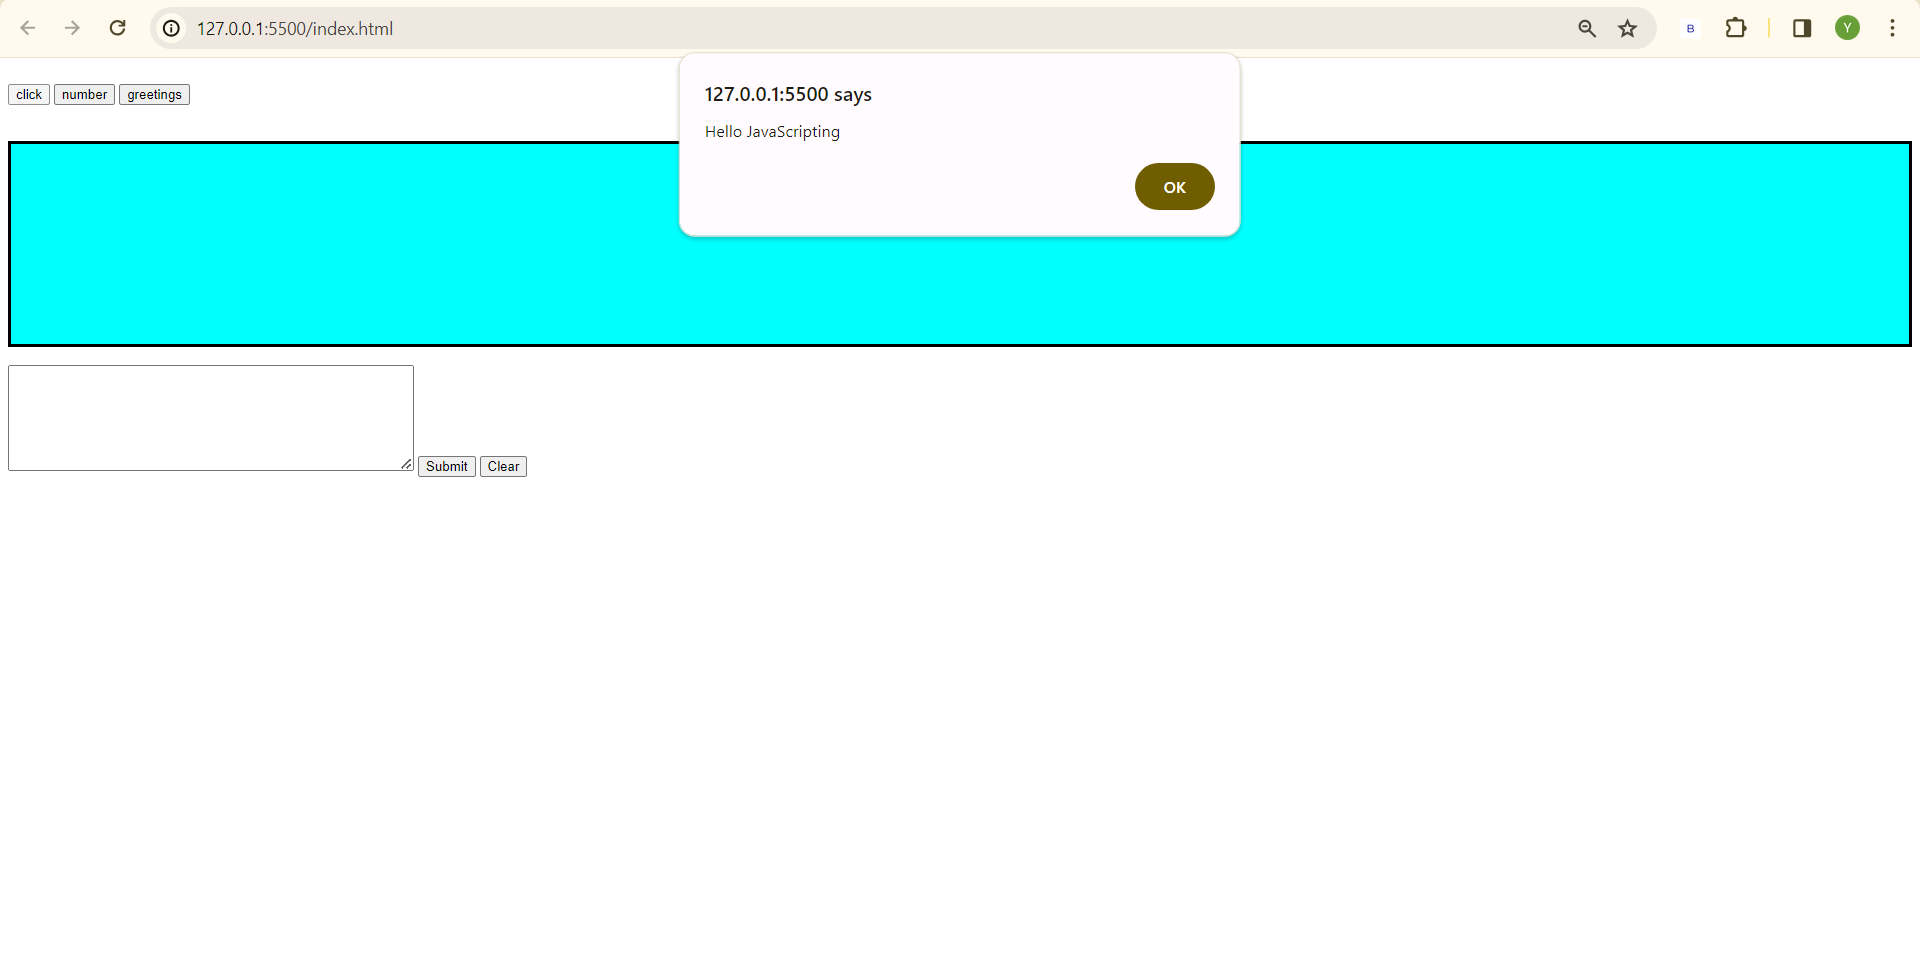 127.0.0.1:5500/index.html
B
Y
127.0.0.1:5500 says
click number greetings
Hello JavaScripting
OK
Submit Clear